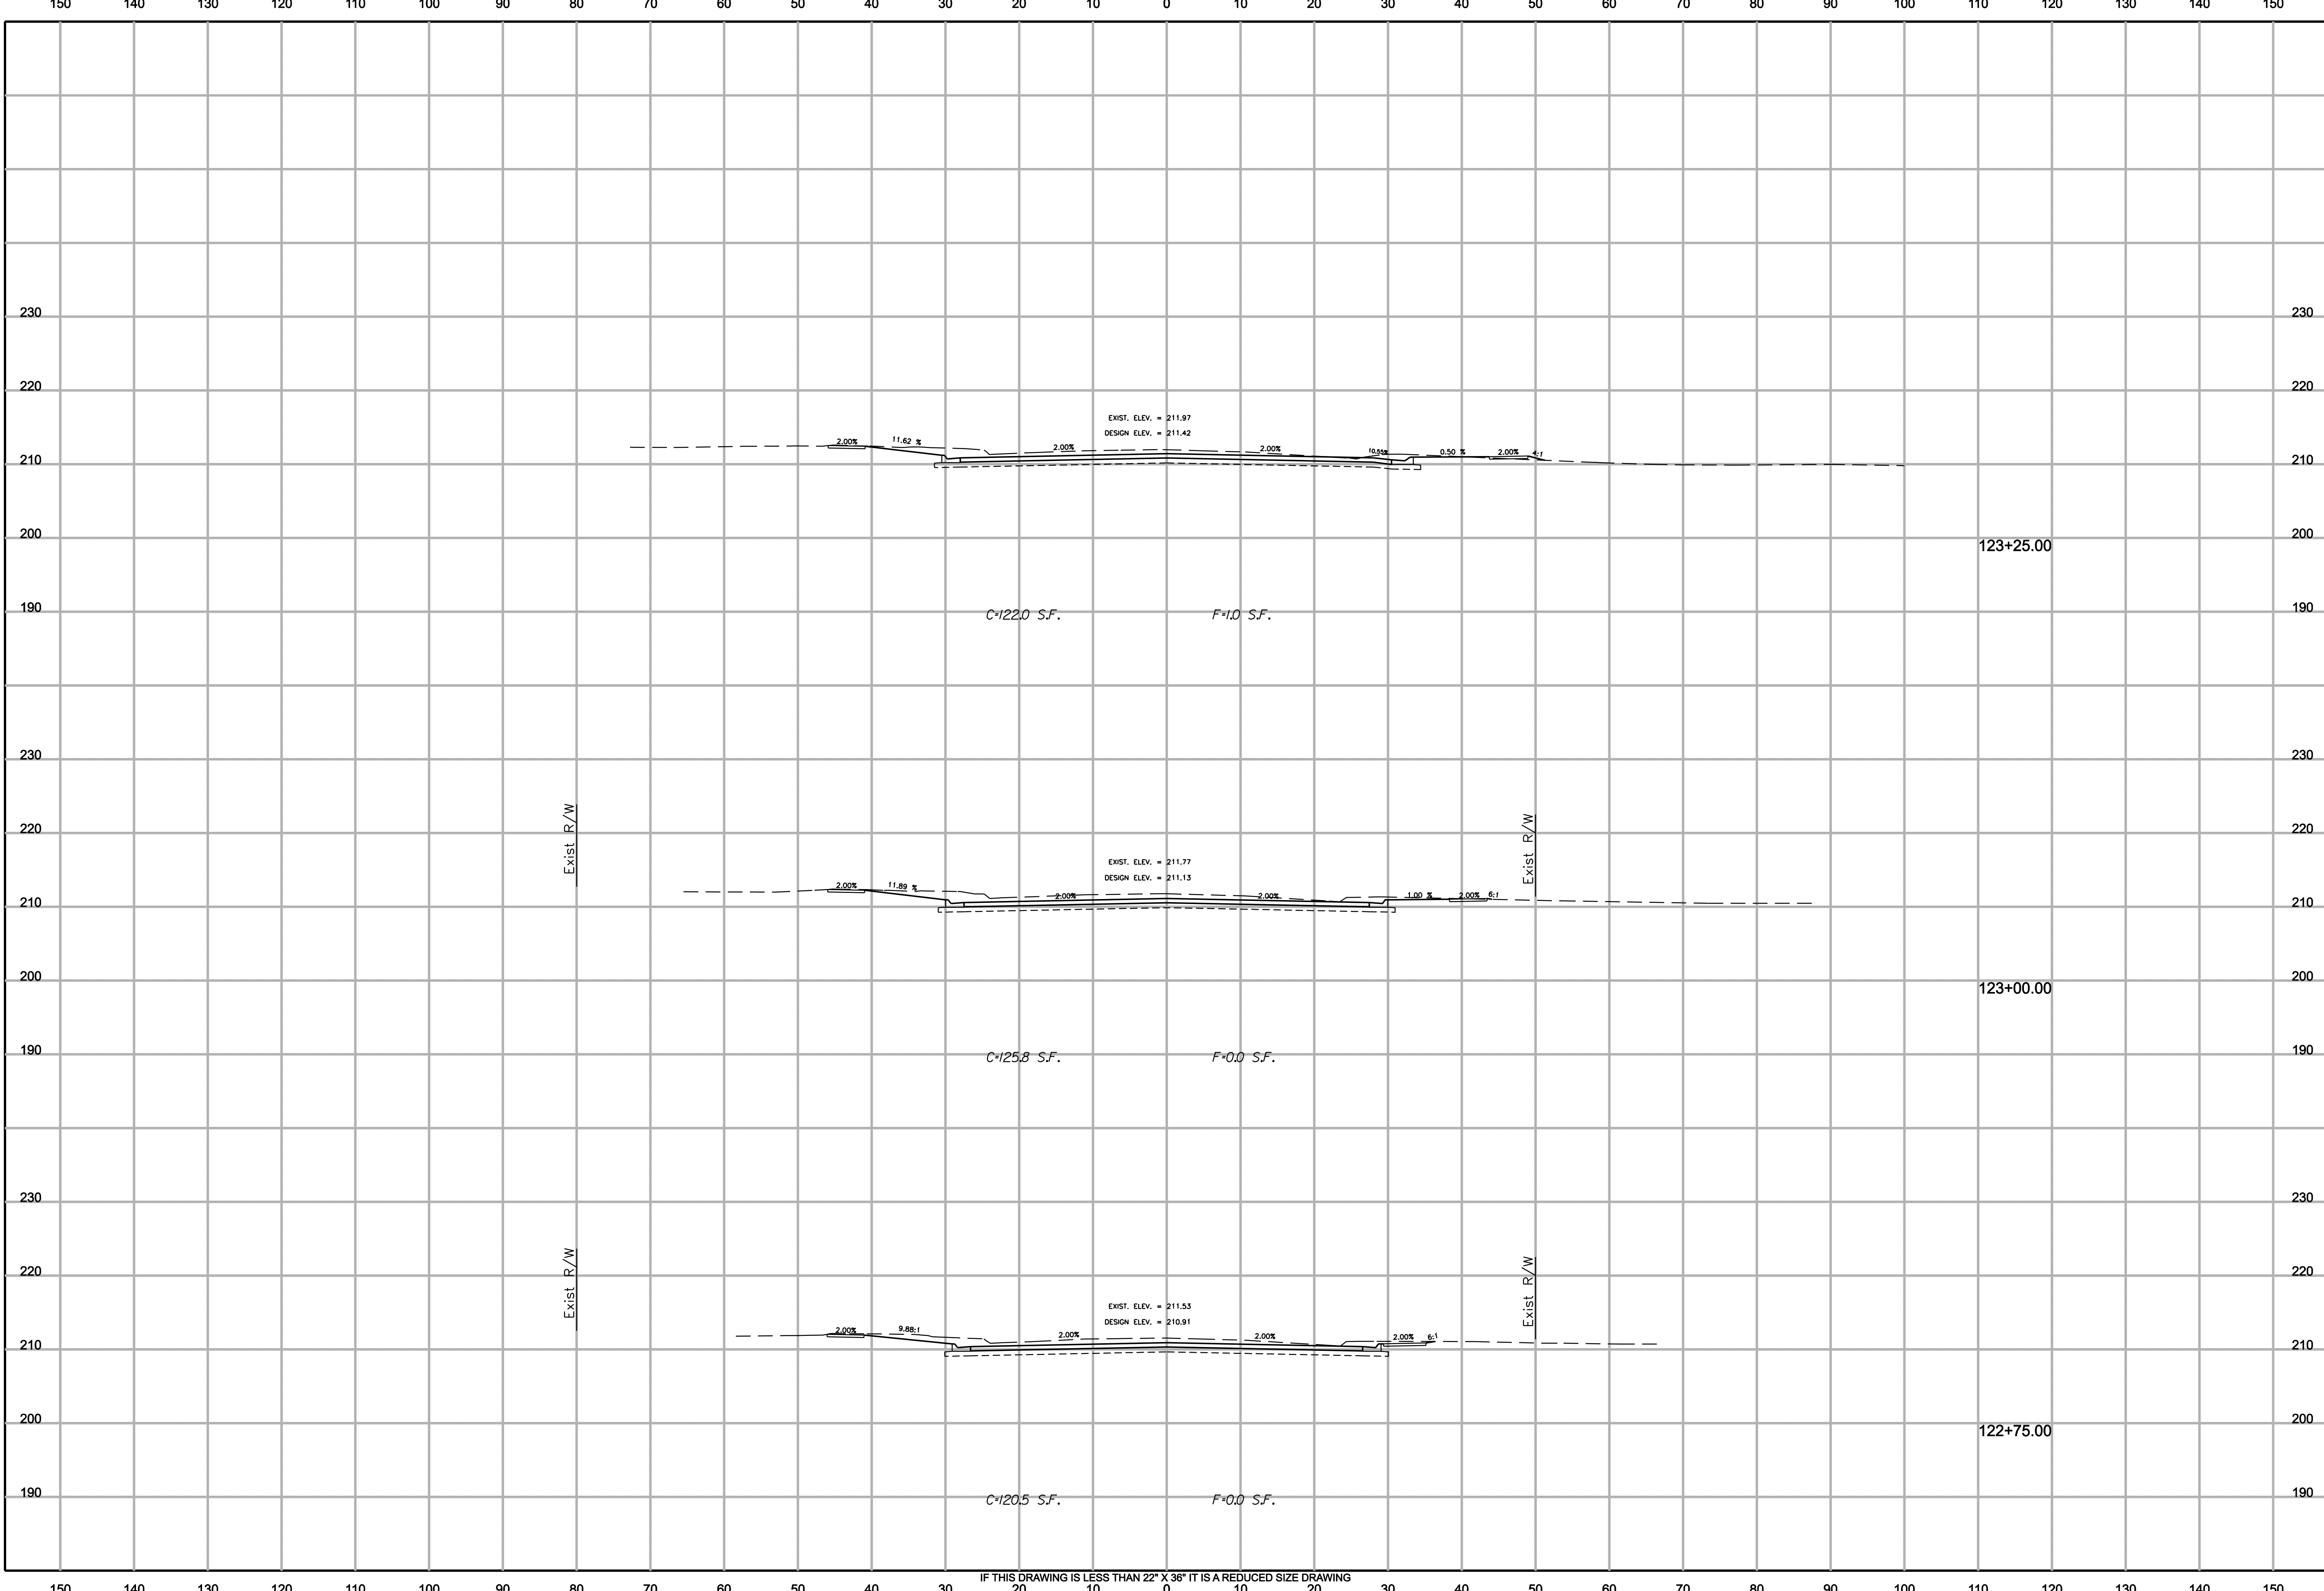 150 140 130 120 110 100 90 80 70 60 50 40 30 20 10 0 10 20 30 40 50 60 70 80 90 100 110 120 130 140 150
230 230
220 220
EXIST. ELEV. = 211.97
DESIGN ELEV. = 211.42
2.00% 11.62 % 2.00% 2.00% 0.50 % 2.00% 4:1
210 210
200 200
123+25.00
190 190
C=122.0 S.F. F=1.0 S.F.
230 230
Exist R/W Exist R/W
220 220
EXIST. ELEV. = 211.77
DESIGN ELEV. = 211.13
2.00% 11.89 % 2.00% 2.00% 1.00 % 2.00% 6:1
210 210
200 200
123+00.00
190 190
C=125.8 S.F. F=0.0 S.F.
230 230
Exist R/W Exist R/W
220 220
EXIST. ELEV. = 211.53
DESIGN ELEV. = 210.91
2.00% 9.88:1 2.00% 2.00% 2.00% 6:1
210 210
200 200
122+75.00
190 190
C=120.5 S.F. F=0.0 S.F.
IF THIS DRAWING IS LESS THAN 22" X 36" IT IS A REDUCED SIZE DRAWING
150 140 130 120 110 100 90 80 70 60 50 40 30 20 10 0 10 20 30 40 50 60 70 80 90 100 110 120 130 140 150